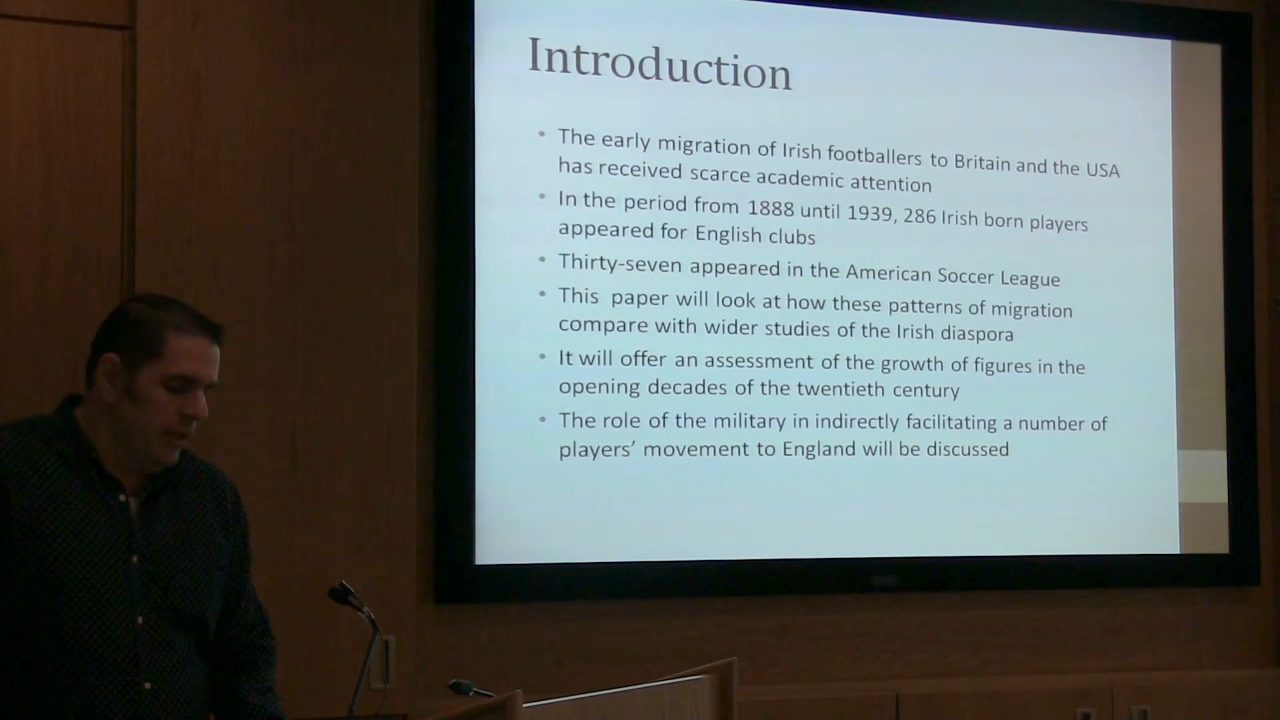 Introduction
• The early migration of Irish footballers to Britain and the USA
has received scarce academic attention
• In the period from 1888 until 1939, 286 Irish born players
appeared for English clubs
• Thirty-seven appeared in the American Soccer League
• This paper will look at how these patterns of migration
compare with wider studies of the Irish diaspora
• It will offer an assessment of the growth of figures in the
opening decades of the twentieth century
• The role of the military in indirectly facilitating a number of
players’ movement to England will be discussed